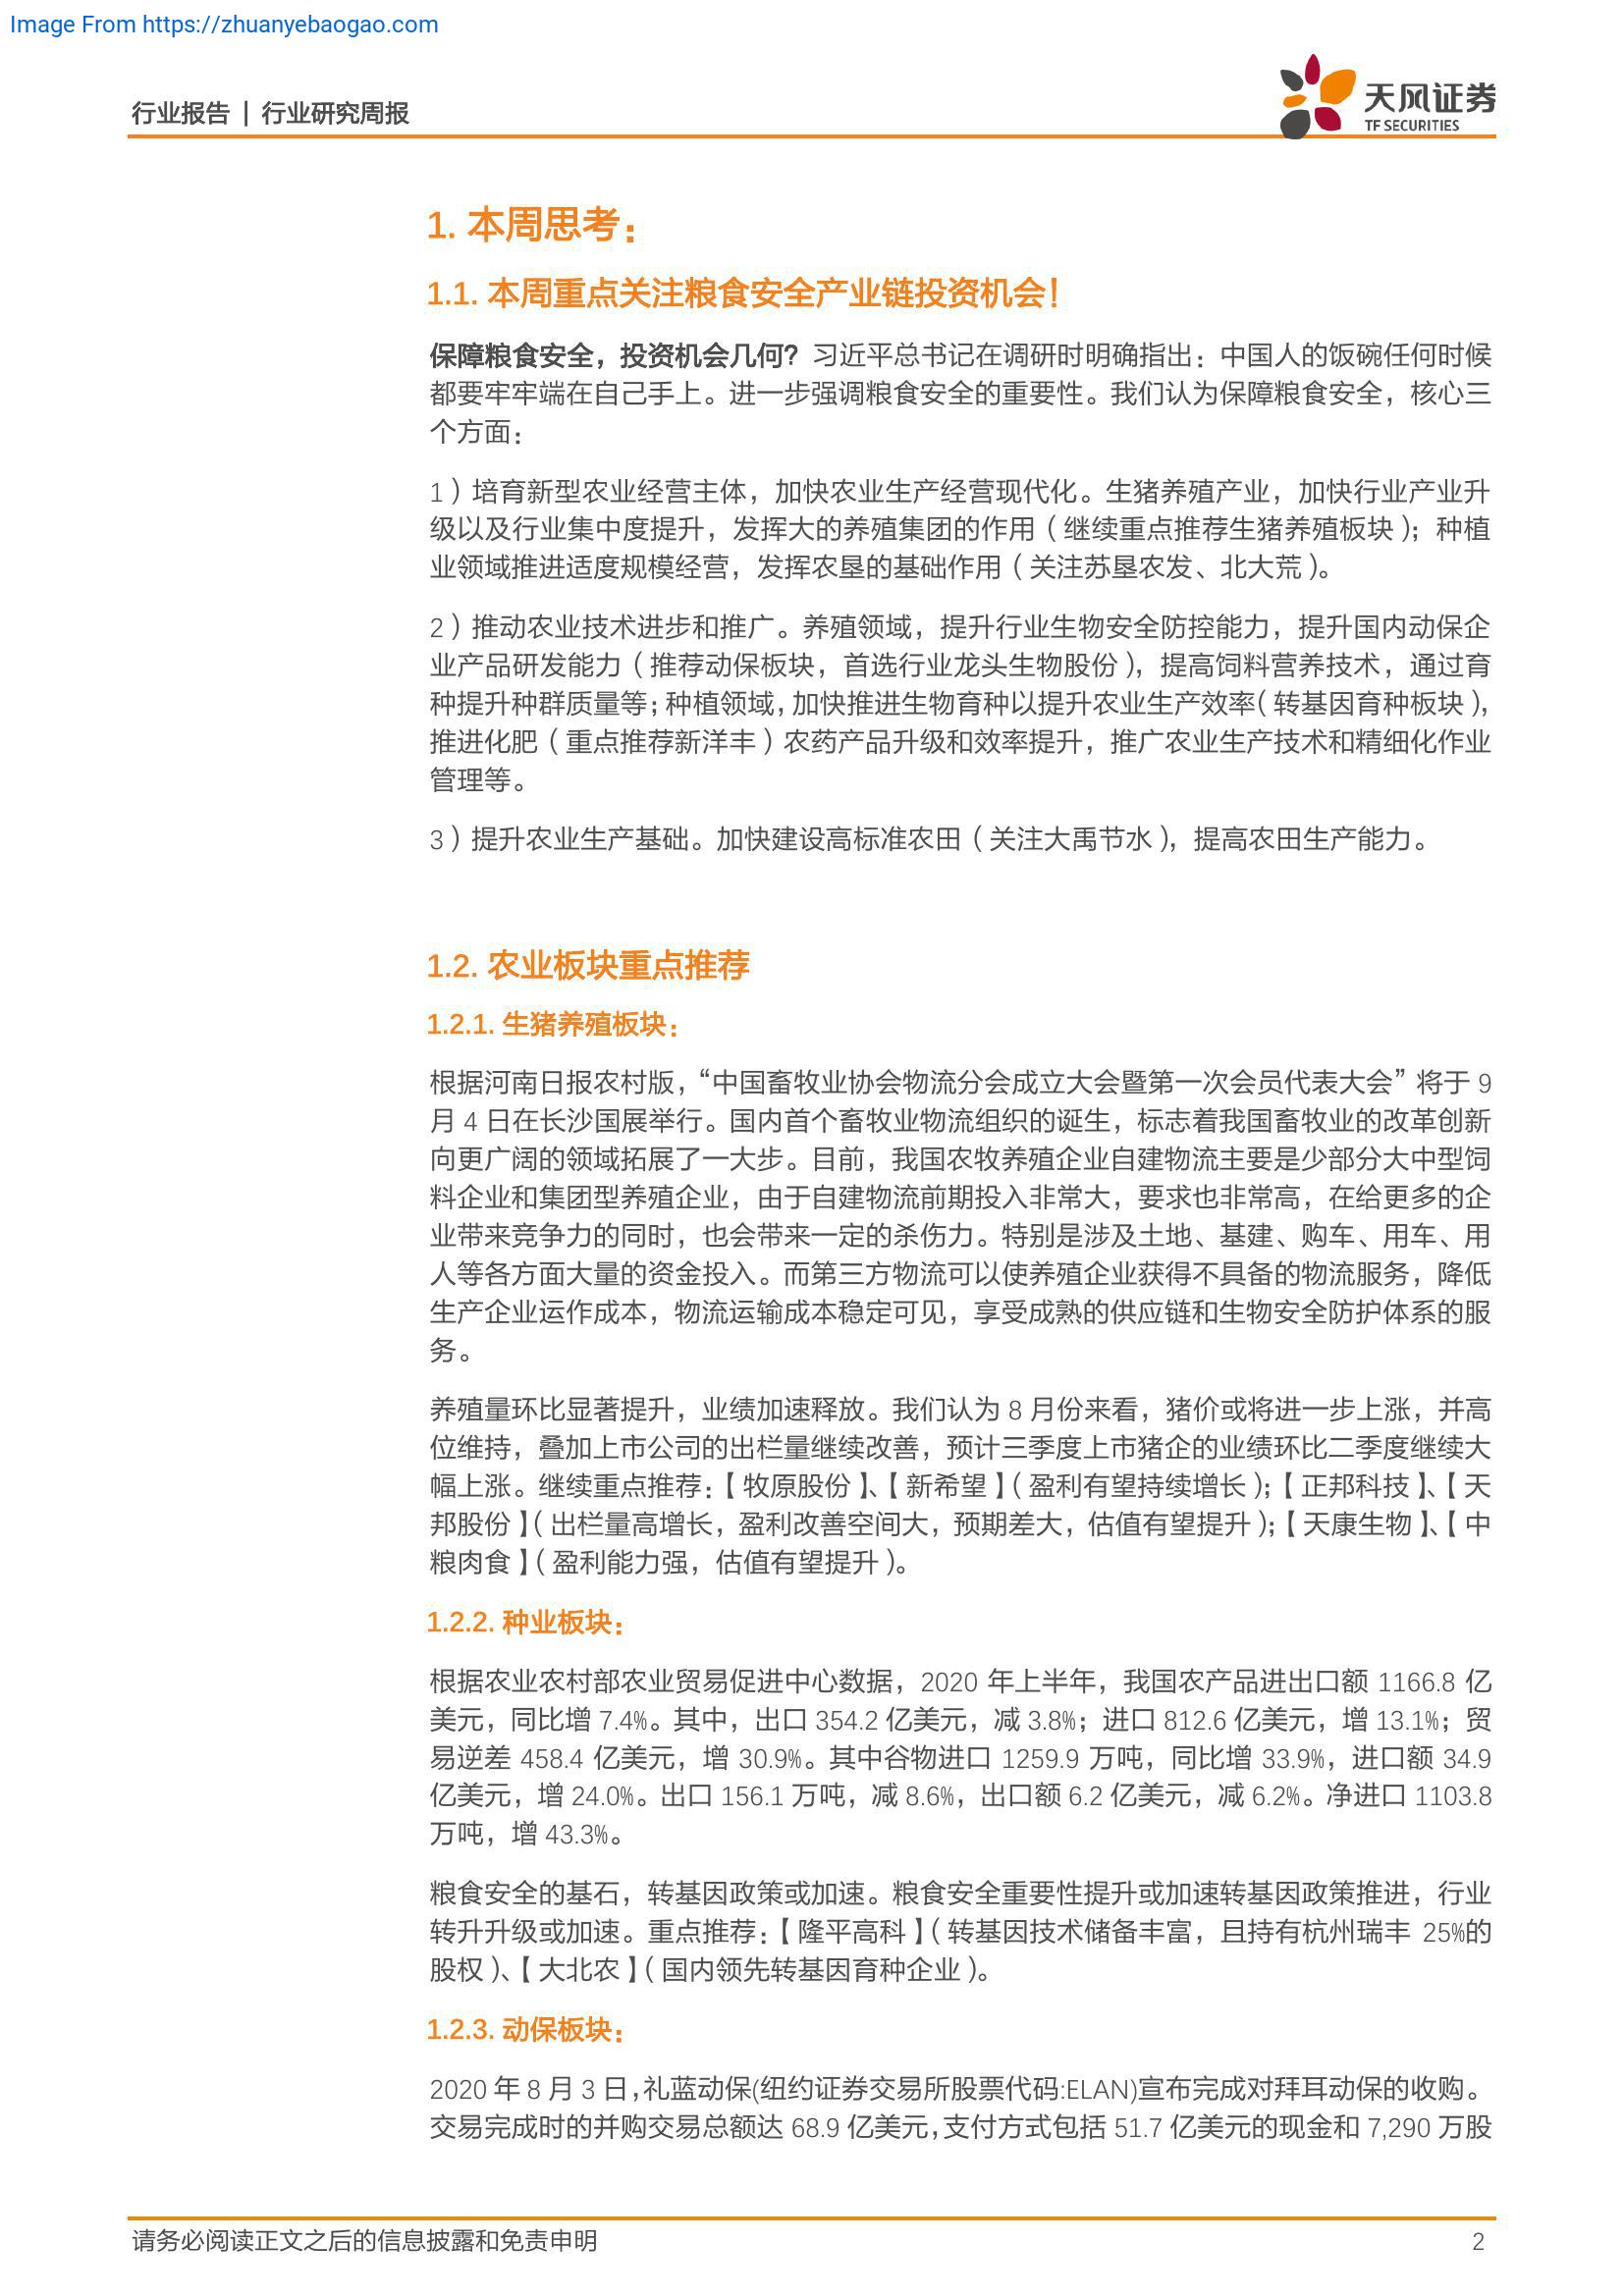 Image From https://zhuanyebaogao.com
行业报告 | 行业研究周报
天风证券
TF SECURITIES
1. 本周思考：
1.1. 本周重点关注粮食安全产业链投资机会！
保障粮食安全，投资机会几何？习近平总书记在调研时明确指出：中国人的饭碗任何时候
都要牢牢端在自己手上。进一步强调粮食安全的重要性。我们认为保障粮食安全，核心三
个方面：
1）培育新型农业经营主体，加快农业生产经营现代化。生猪养殖产业，加快行业产业升
级以及行业集中度提升，发挥大的养殖集团的作用（继续重点推荐生猪养殖板块）；种植
业领域推进适度规模经营，发挥农垦的基础作用（关注苏垦农发、北大荒）。
2）推动农业技术进步和推广。养殖领域，提升行业生物安全防控能力，提升国内动保企
业产品研发能力（推荐动保板块，首选行业龙头生物股份），提高饲料营养技术，通过育
种提升种群质量等；种植领域，加快推进生物育种以提升农业生产效率（转基因育种板块），
推进化肥（重点推荐新洋丰）农药产品升级和效率提升，推广农业生产技术和精细化作业
管理等。
3）提升农业生产基础。加快建设高标准农田（关注大禹节水），提高农田生产能力。
1.2. 农业板块重点推荐
1.2.1. 生猪养殖板块：
根据河南日报农村版，“中国畜牧业协会物流分会成立大会暨第一次会员代表大会”将于 9
月 4 日在长沙国展举行。国内首个畜牧业物流组织的诞生，标志着我国畜牧业的改革创新
向更广阔的领域拓展了一大步。目前，我国农牧养殖企业自建物流主要是少部分大中型饲
料企业和集团型养殖企业，由于自建物流前期投入非常大，要求也非常高，在给更多的企
业带来竞争力的同时，也会带来一定的杀伤力。特别是涉及土地、基建、购车、用车、用
人等各方面大量的资金投入。而第三方物流可以使养殖企业获得不具备的物流服务，降低
生产企业运作成本，物流运输成本稳定可见，享受成熟的供应链和生物安全防护体系的服
务。
养殖量环比显著提升，业绩加速释放。我们认为 8 月份来看，猪价或将进一步上涨，并高
位维持，叠加上市公司的出栏量继续改善，预计三季度上市猪企的业绩环比二季度继续大
幅上涨。继续重点推荐：【牧原股份】、【新希望】（盈利有望持续增长）；【正邦科技】、【天
邦股份】（出栏量高增长，盈利改善空间大，预期差大，估值有望提升）；【天康生物】、【中
粮肉食】（盈利能力强，估值有望提升）。
1.2.2. 种业板块：
根据农业农村部农业贸易促进中心数据，2020 年上半年，我国农产品进出口额 1166.8 亿
美元，同比增 7.4%。其中，出口 354.2 亿美元，减 3.8%；进口 812.6 亿美元，增 13.1%；贸
易逆差 458.4 亿美元，增 30.9%。其中谷物进口 1259.9 万吨，同比增 33.9%，进口额 34.9
亿美元，增 24.0%。出口 156.1 万吨，减 8.6%，出口额 6.2 亿美元，减 6.2%。净进口 1103.8
万吨，增 43.3%。
粮食安全的基石，转基因政策或加速。粮食安全重要性提升或加速转基因政策推进，行业
转升升级或加速。重点推荐：【隆平高科】（转基因技术储备丰富，且持有杭州瑞丰 25%的
股权）、【大北农】（国内领先转基因育种企业）。
1.2.3. 动保板块：
2020 年 8 月 3 日，礼蓝动保(纽约证券交易所股票代码:ELAN)宣布完成对拜耳动保的收购。
交易完成时的并购交易总额达 68.9 亿美元，支付方式包括 51.7 亿美元的现金和 7,290 万股
请务必阅读正文之后的信息披露和免责申明
2